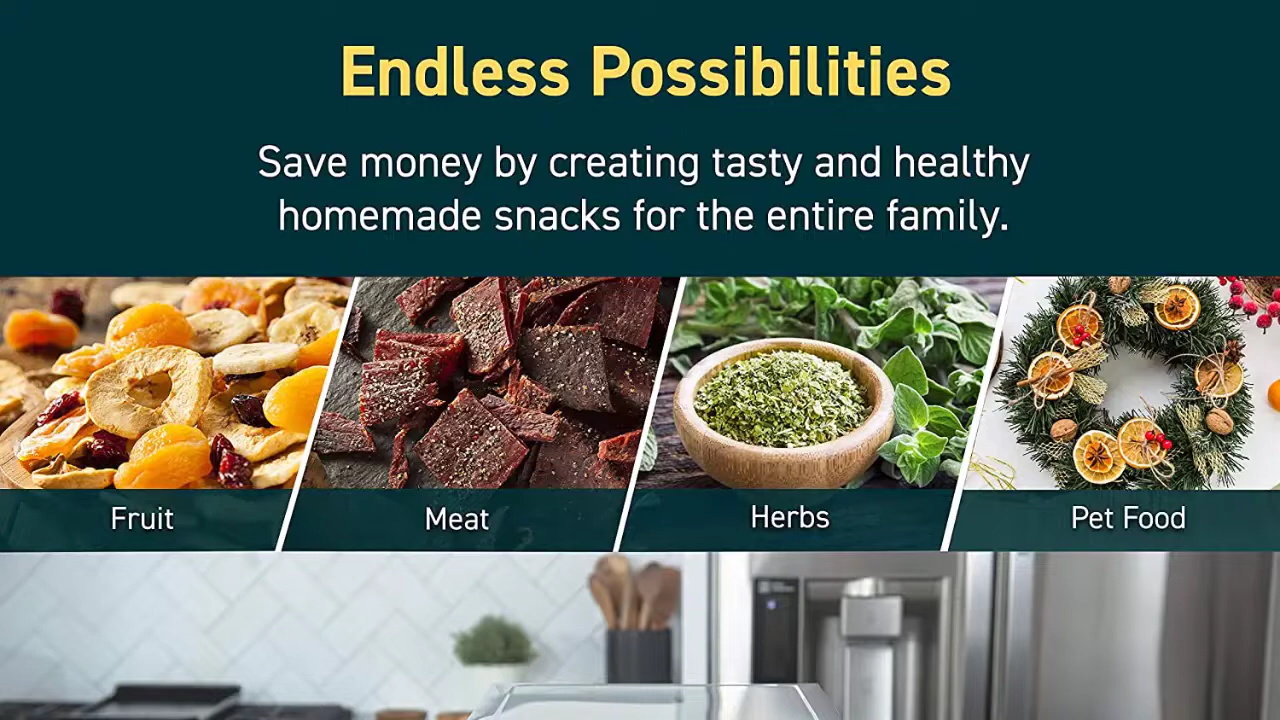 Endless Possibilities
Save money by creating tasty and healthy
homemade snacks for the entire family.
Fruit
Meat
Herbs
Pet Food